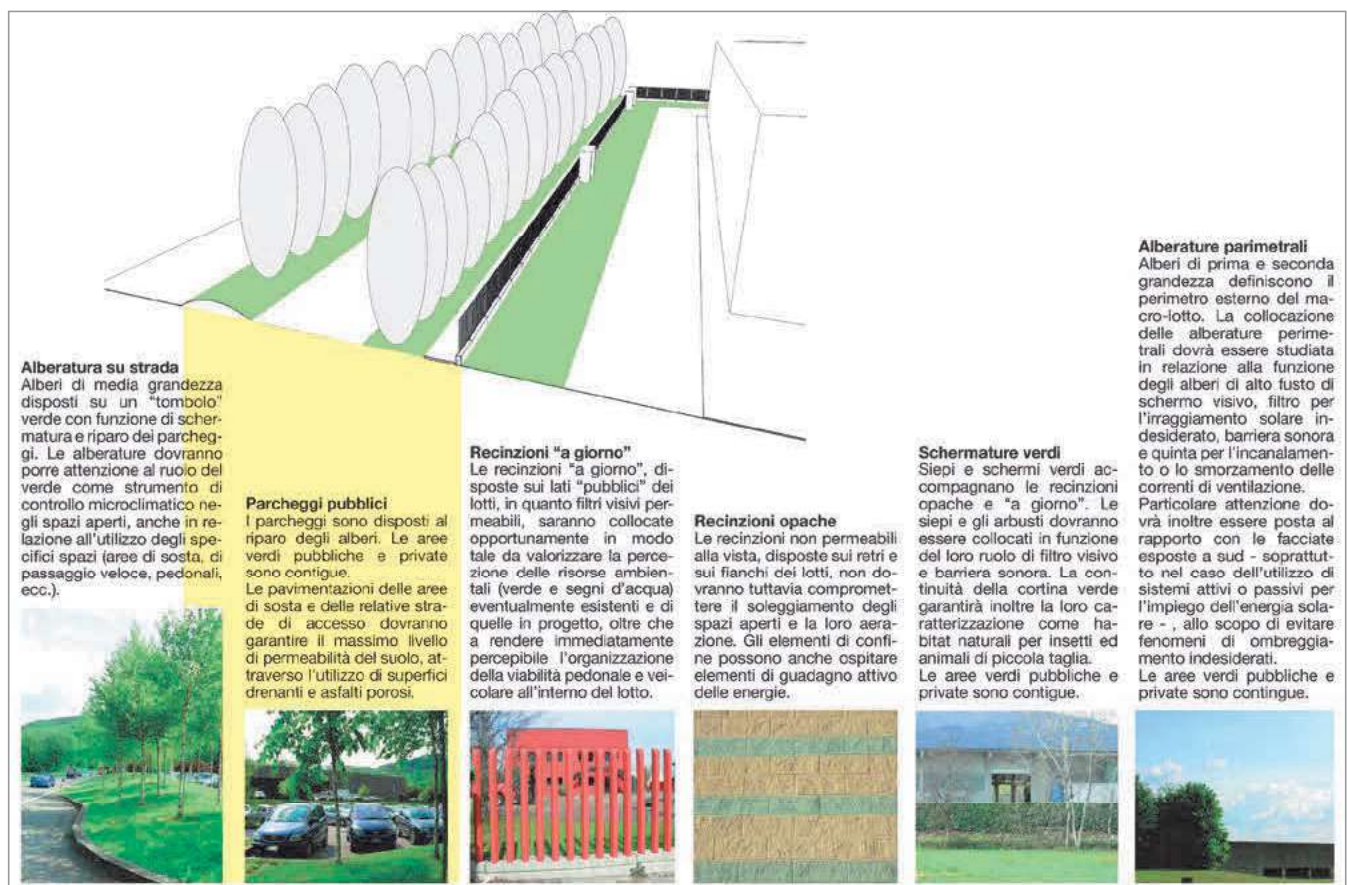 Alberatura su strada
Alberi di media grandezza
disposti su un "tombolo"
verde con funzione di scher-
matura e riparo dei parcheg-
gi. Le alberature dovranno
porre attenzione al ruolo del
verde come strumento di
controllo microclimatico ne-
gli spazi aperti, anche in re-
lazione all'utilizzo degli spe-
cifici spazi (aree di sosta, di
passaggio veloce, pedonali,
ecc.).
Parcheggi pubblici
I parcheggi sono disposti al
riparo degli alberi. Le aree
verdi pubbliche e private
sono contigue.
Le pavimentazioni delle aree
di sosta e delle relative stra-
de di accesso dovranno
garantire il massimo livello
di permeabilità del suolo, at-
traverso l'utilizzo di superfici
drenanti e asfalti porosi.
Recinzioni "a giorno"
Le recinzioni "a giorno", di-
sposte sui lati "pubblici" dei
lotti, in quanto filtri visivi per-
meabili, saranno collocate
opportunamente in modo
tale da valorizzare la perce-
zione delle risorse ambien-
tali (verde e segni d'acqua)
eventualmente esistenti e di
quelle in progetto, oltre che
a rendere immediatamente
percepibile l'organizzazione
della viabilità pedonale e vei-
colare all'interno del lotto.
Recinzioni opache
Le recinzioni non permeabili
alla vista, disposte sui retri e
sui fianchi dei lotti, non do-
vranno tuttavia compromet-
tere il soleggiamento degli
spazi aperti e la loro aera-
zione. Gli elementi di confi-
ne possono anche ospitare
elementi di guadagno attivo
delle energie.
Schermature verdi
Siepi e schermi verdi ac-
compagnano le recinzioni
opache e "a giorno". Le
siepi e gli arbusti dovranno
essere collocati in funzione
del loro ruolo di filtro visivo
e barriera sonora. La con-
tinuità della cortina verde
garantirà inoltre la loro ca-
ratterizzazione come ha-
bitat naturali per insetti ed
animali di piccola taglia.
Le aree verdi pubbliche e
private sono contigue.
Alberature parimetrali
Alberi di prima e seconda
grandezza definiscono il
perimetro esterno del ma-
cro-lotto. La collocazione
delle alberature perime-
trali dovrà essere studiata
in relazione alla funzione
degli alberi di alto fusto di
schermo visivo, filtro per
l'irraggiamento solare in-
desiderato, barriera sonora
e quinta per l'incanalamen-
to o lo smorzamento delle
correnti di ventilazione.
Particolare attenzione do-
vrà inoltre essere posta al
rapporto con le facciate
esposte a sud - soprattut-
to nel caso dell'utilizzo di
sistemi attivi o passivi per
l'impiego dell'energia sola-
re - , allo scopo di evitare
fenomeni di ombreggia-
mento indesiderati.
Le aree verdi pubbliche e
private sono contingue.